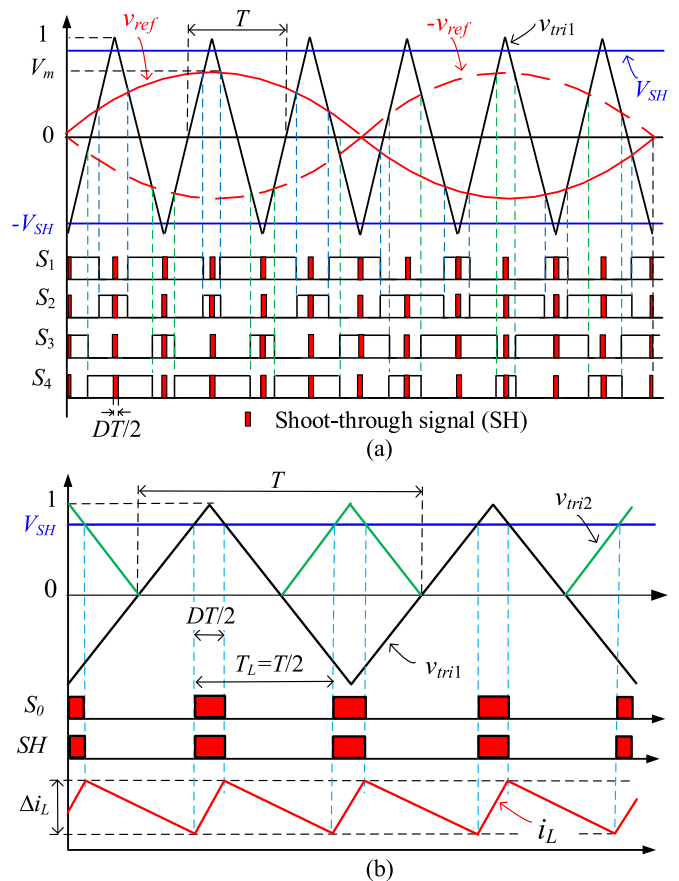 1
v_ref
T
-v_ref
v_tri1
V_m
V_SH
0
-V_SH
S_1
S_2
S_3
S_4
DT/2
Shoot-through signal (SH)
(a)
T
1
v_tri2
V_SH
0
DT/2
T_L=T/2
v_tri1
S_0
SH
Δi_L
i_L
(b)